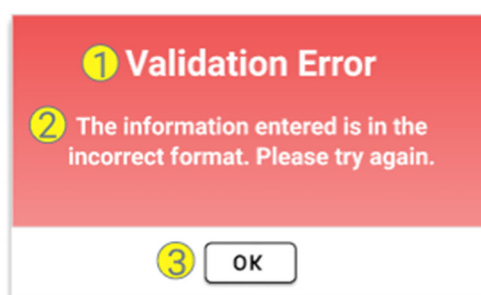 1 Validation Error
2 The information entered is in the
incorrect format. Please try again.
3 OK